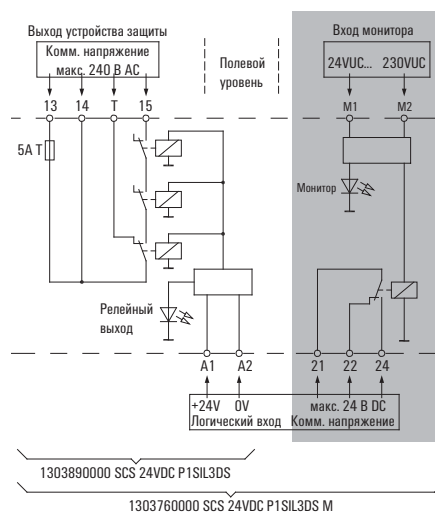 Выход устройства защиты
Комм. напряжение
макс. 240 В AC
Полевой
уровень
Вход монитора
24VUC... 230VUC
13 14 T 15
M1 M2
5A T
Монитор
Релейный
выход
A1 A2 21 22 24
+24V 0V макс. 24 В DC
Логический вход Комм. напряжение
1303890000 SCS 24VDC P1SIL3DS
1303760000 SCS 24VDC P1SIL3DS M